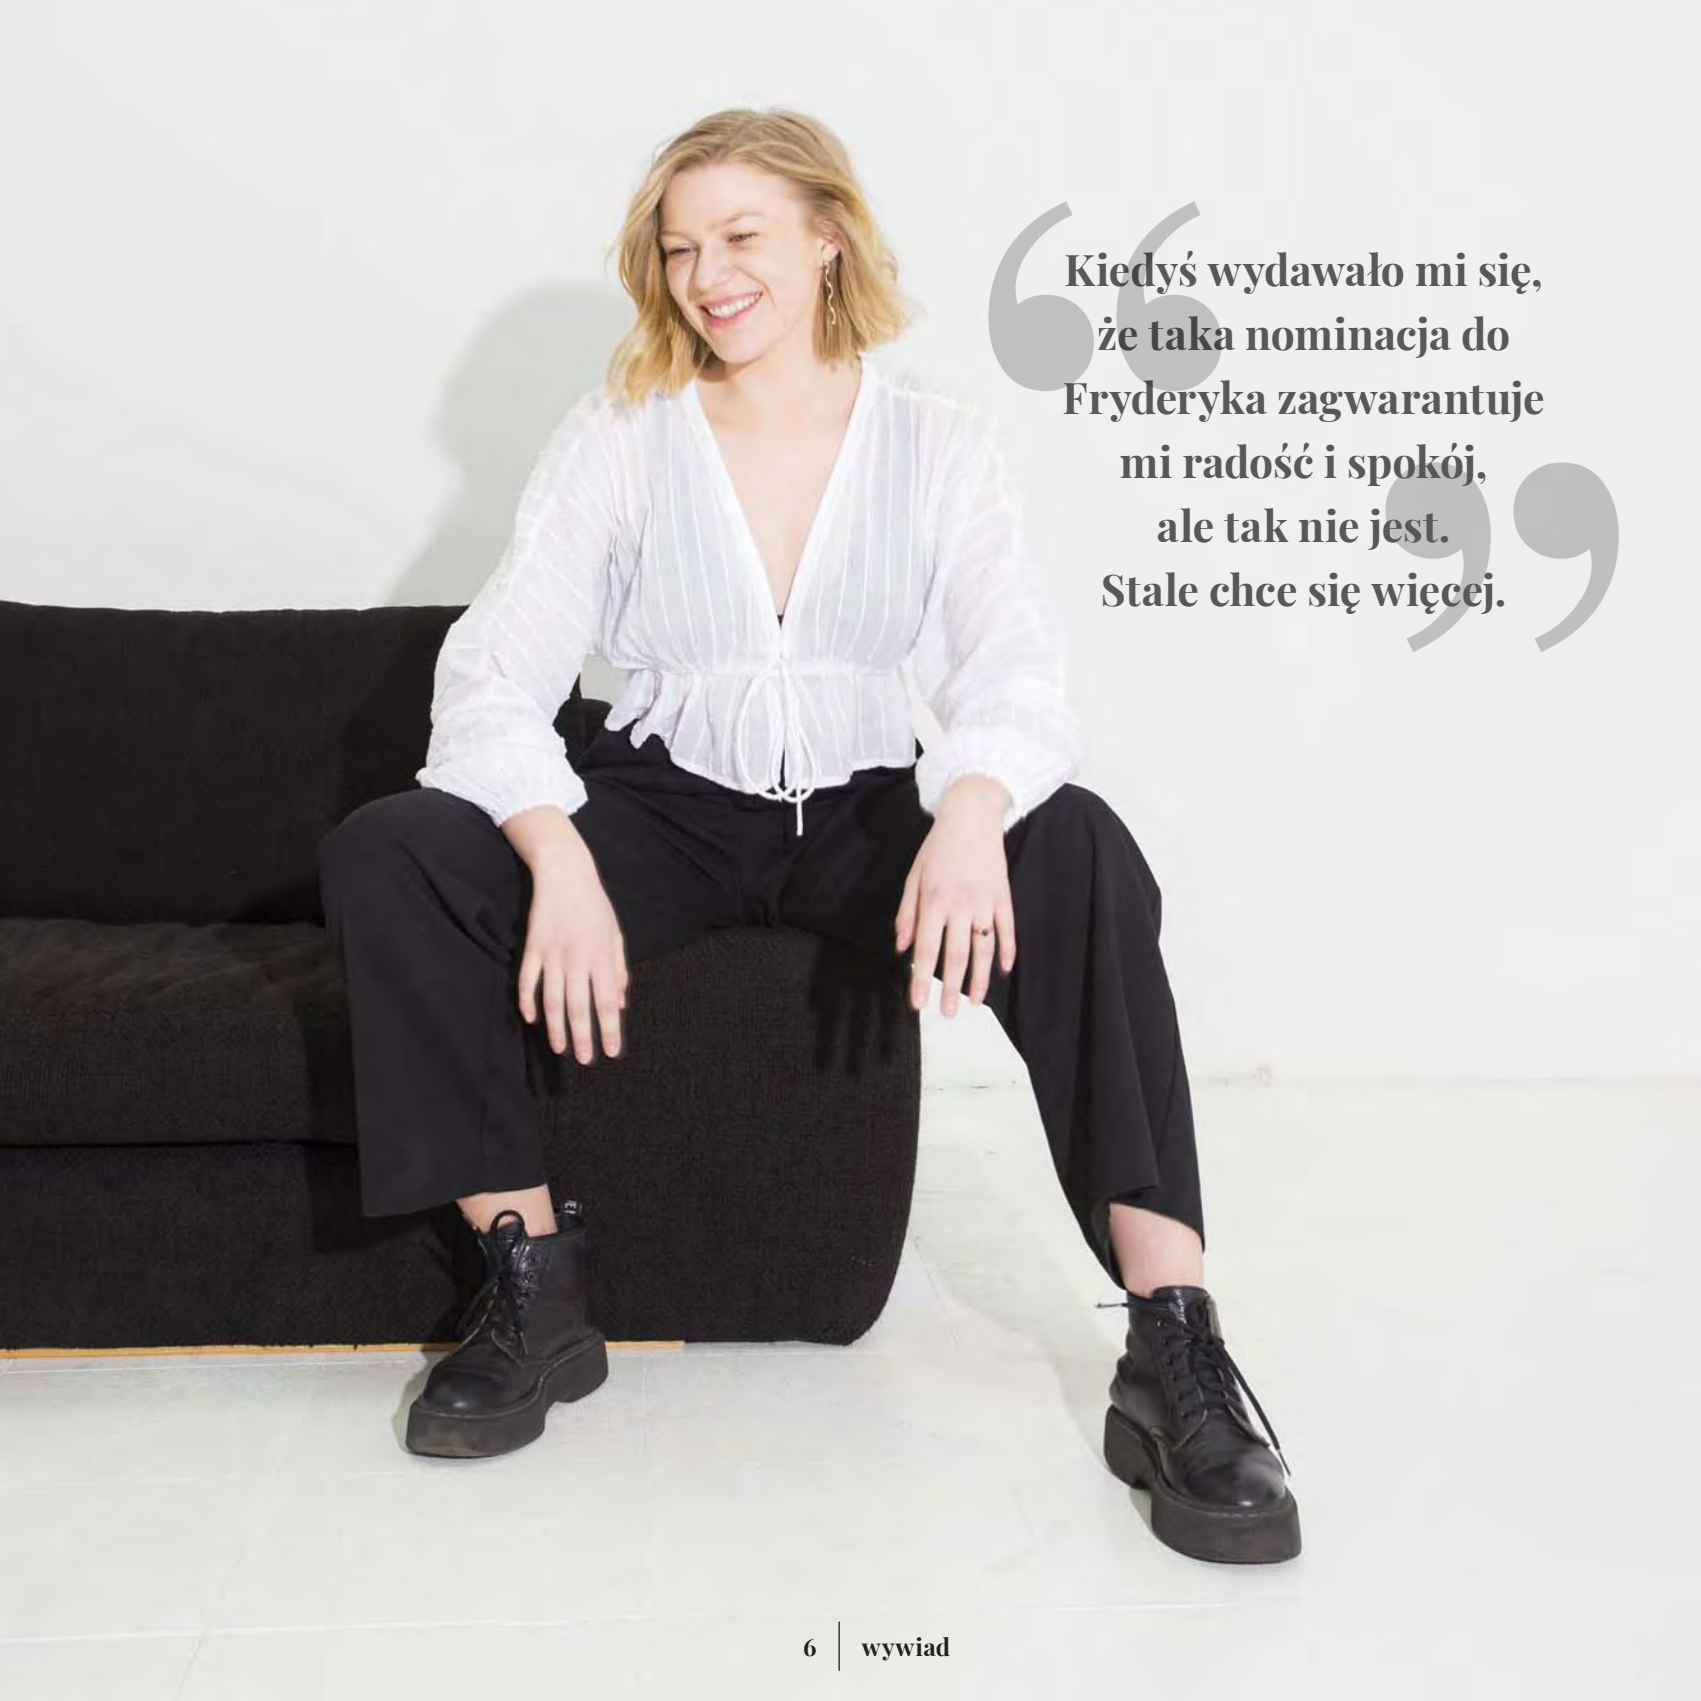 Kiedyś wydawało mi się,
że taka nominacja do
Fryderyka zagwarantuje
mi radość i spokój,
ale tak nie jest.
Stale chce się więcej.
6 | wywiad